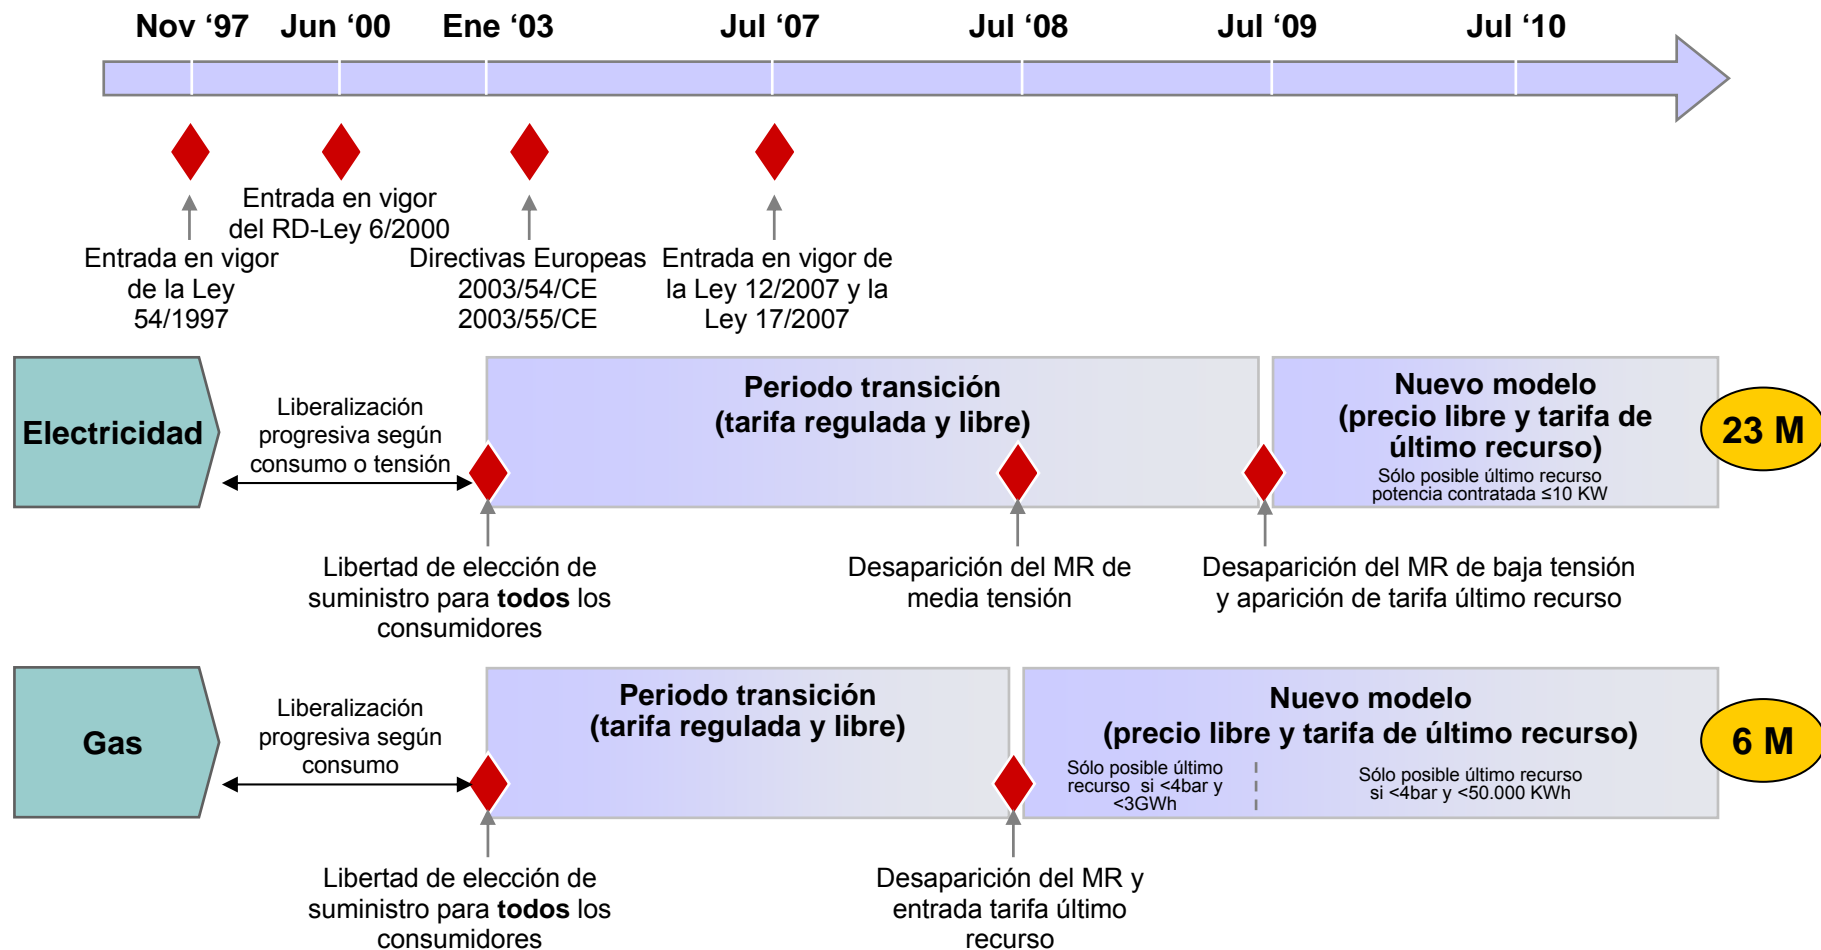 Nov ‘97
Jun ‘00
Ene ‘03
Jul ‘07
Jul ‘08
Jul ‘09
Jul ‘10
Entrada en vigor
de la Ley
54/1997
Entrada en vigor
del RD-Ley 6/2000
Directivas Europeas
2003/54/CE
2003/55/CE
Entrada en vigor de
la Ley 12/2007 y la
Ley 17/2007
Electricidad
Liberalización
progresiva según
consumo o tensión
Periodo transición
(tarifa regulada y libre)
Nuevo modelo
(precio libre y tarifa de
último recurso)
Sólo posible último recurso
potencia contratada ≤10 KW
23 M
Libertad de elección de
suministro para todos los
consumidores
Desaparición del MR de
media tensión
Desaparición del MR de baja tensión
y aparición de tarifa último recurso
Gas
Liberalización
progresiva según
consumo
Periodo transición
(tarifa regulada y libre)
Nuevo modelo
(precio libre y tarifa de último recurso)
Sólo posible último
recurso si <4bar y
<3GWh
Sólo posible último recurso
si <4bar y <50.000 KWh
6 M
Libertad de elección de
suministro para todos los
consumidores
Desaparición del MR y
entrada tarifa último
recurso